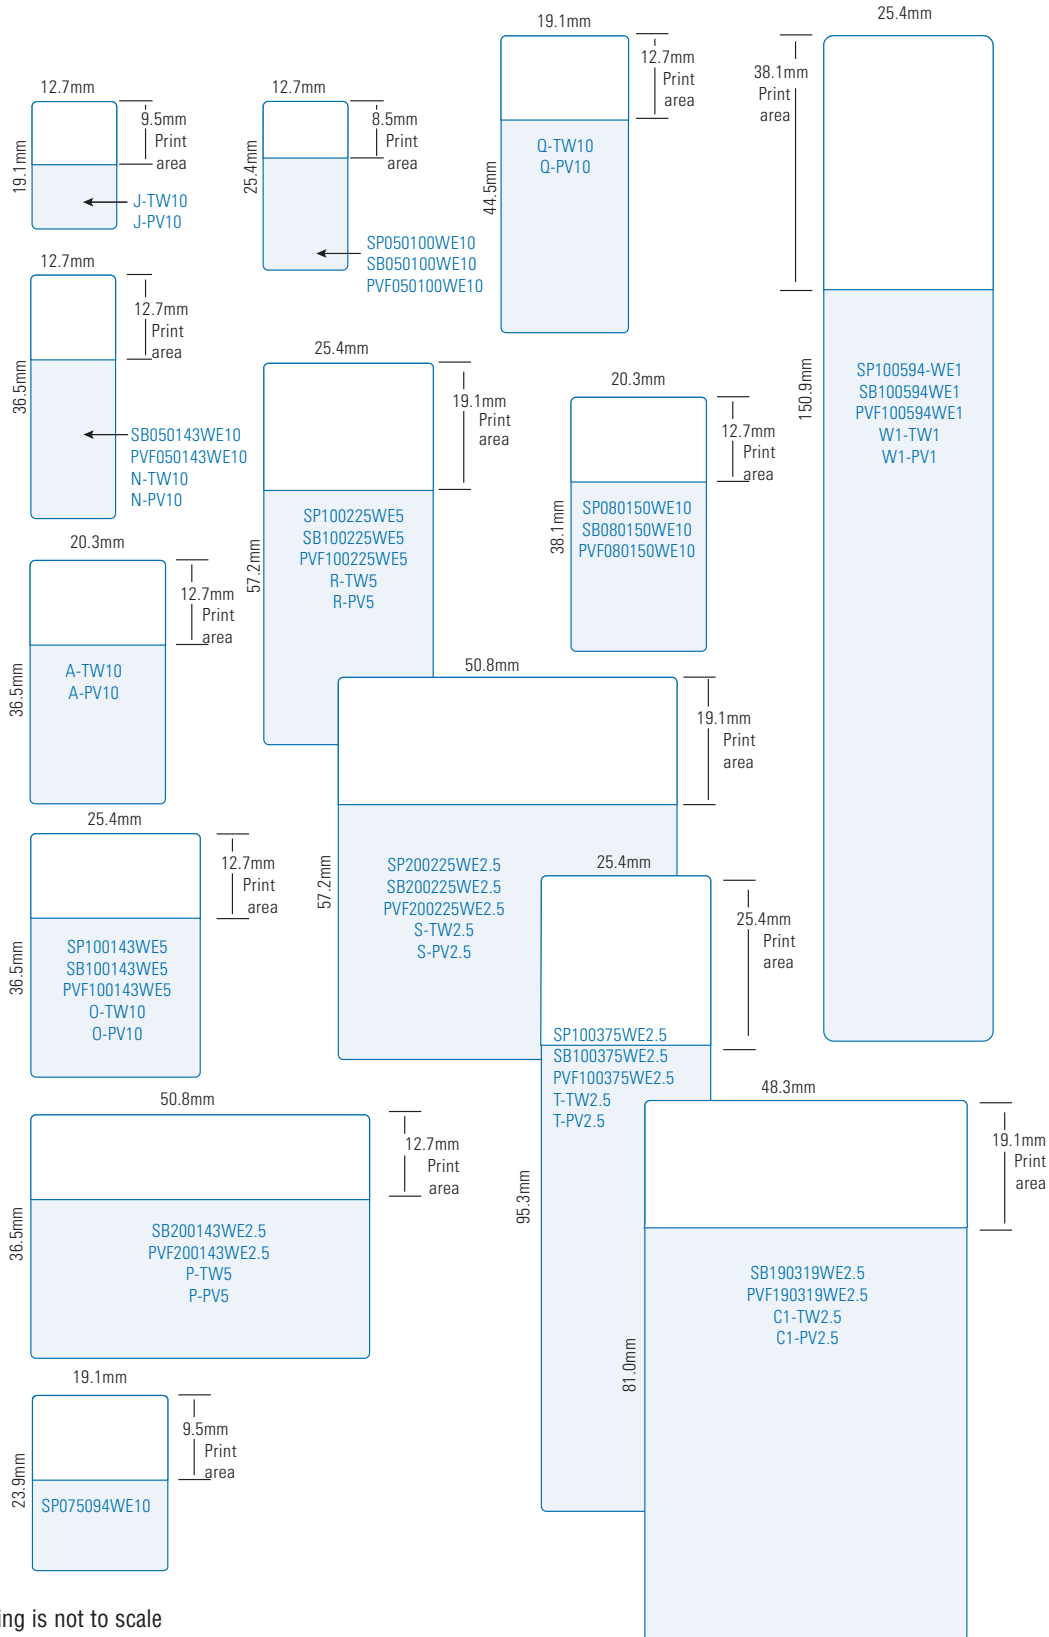 12.7mm
9.5mm
Print
area
19.1mm
J-TW10
J-PV10
12.7mm
8.5mm
Print
area
25.4mm
SP050100WE10
SB050100WE10
PVF050100WE10
19.1mm
12.7mm
Print
area
44.5mm
Q-TW10
Q-PV10
25.4mm
38.1mm
Print
area
150.9mm
SP100594-WE1
SB100594WE1
PVF100594WE1
W1-TW1
W1-PV1
12.7mm
12.7mm
Print
area
36.5mm
SB050143WE10
PVF050143WE10
N-TW10
N-PV10
25.4mm
19.1mm
Print
area
57.2mm
SP100225WE5
SB100225WE5
PVF100225WE5
R-TW5
R-PV5
20.3mm
12.7mm
Print
area
38.1mm
SP080150WE10
SB080150WE10
PVF080150WE10
20.3mm
12.7mm
Print
area
36.5mm
A-TW10
A-PV10
50.8mm
19.1mm
Print
area
57.2mm
SP200225WE2.5
SB200225WE2.5
PVF200225WE2.5
S-TW2.5
S-PV2.5
25.4mm
12.7mm
Print
area
36.5mm
SP100143WE5
SB100143WE5
PVF100143WE5
O-TW10
O-PV10
25.4mm
25.4mm
Print
area
95.3mm
SP100375WE2.5
SB100375WE2.5
PVF100375WE2.5
T-TW2.5
T-PV2.5
50.8mm
12.7mm
Print
area
36.5mm
SB200143WE2.5
PVF200143WE2.5
P-TW5
P-PV5
48.3mm
19.1mm
Print
area
81.0mm
SB190319WE2.5
PVF190319WE2.5
C1-TW2.5
C1-PV2.5
19.1mm
9.5mm
Print
area
23.9mm
SP075094WE10
ing is not to scale